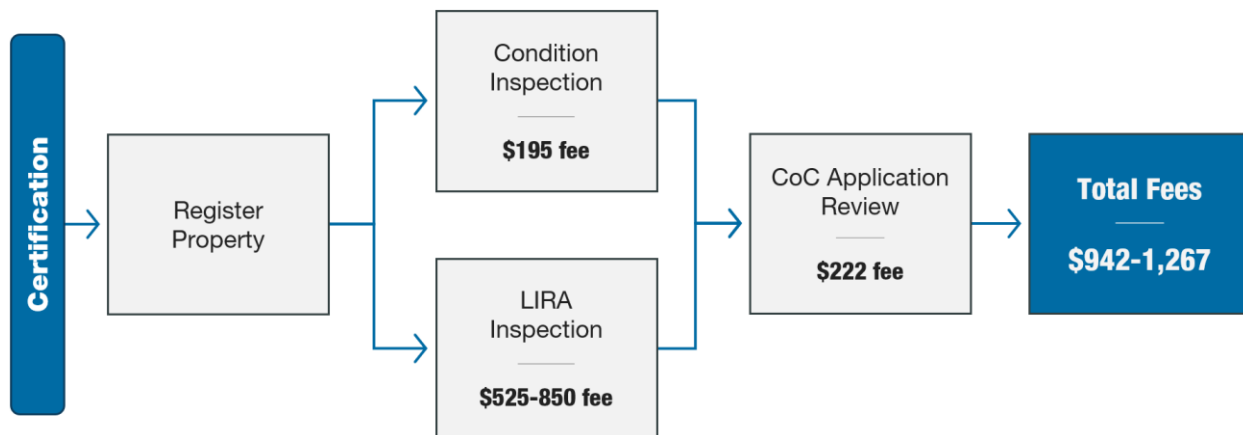 Certification
Register
Property
Condition
Inspection
$195 fee
LIRA
Inspection
$525-850 fee
CoC Application
Review
$222 fee
Total Fees
$942-1,267